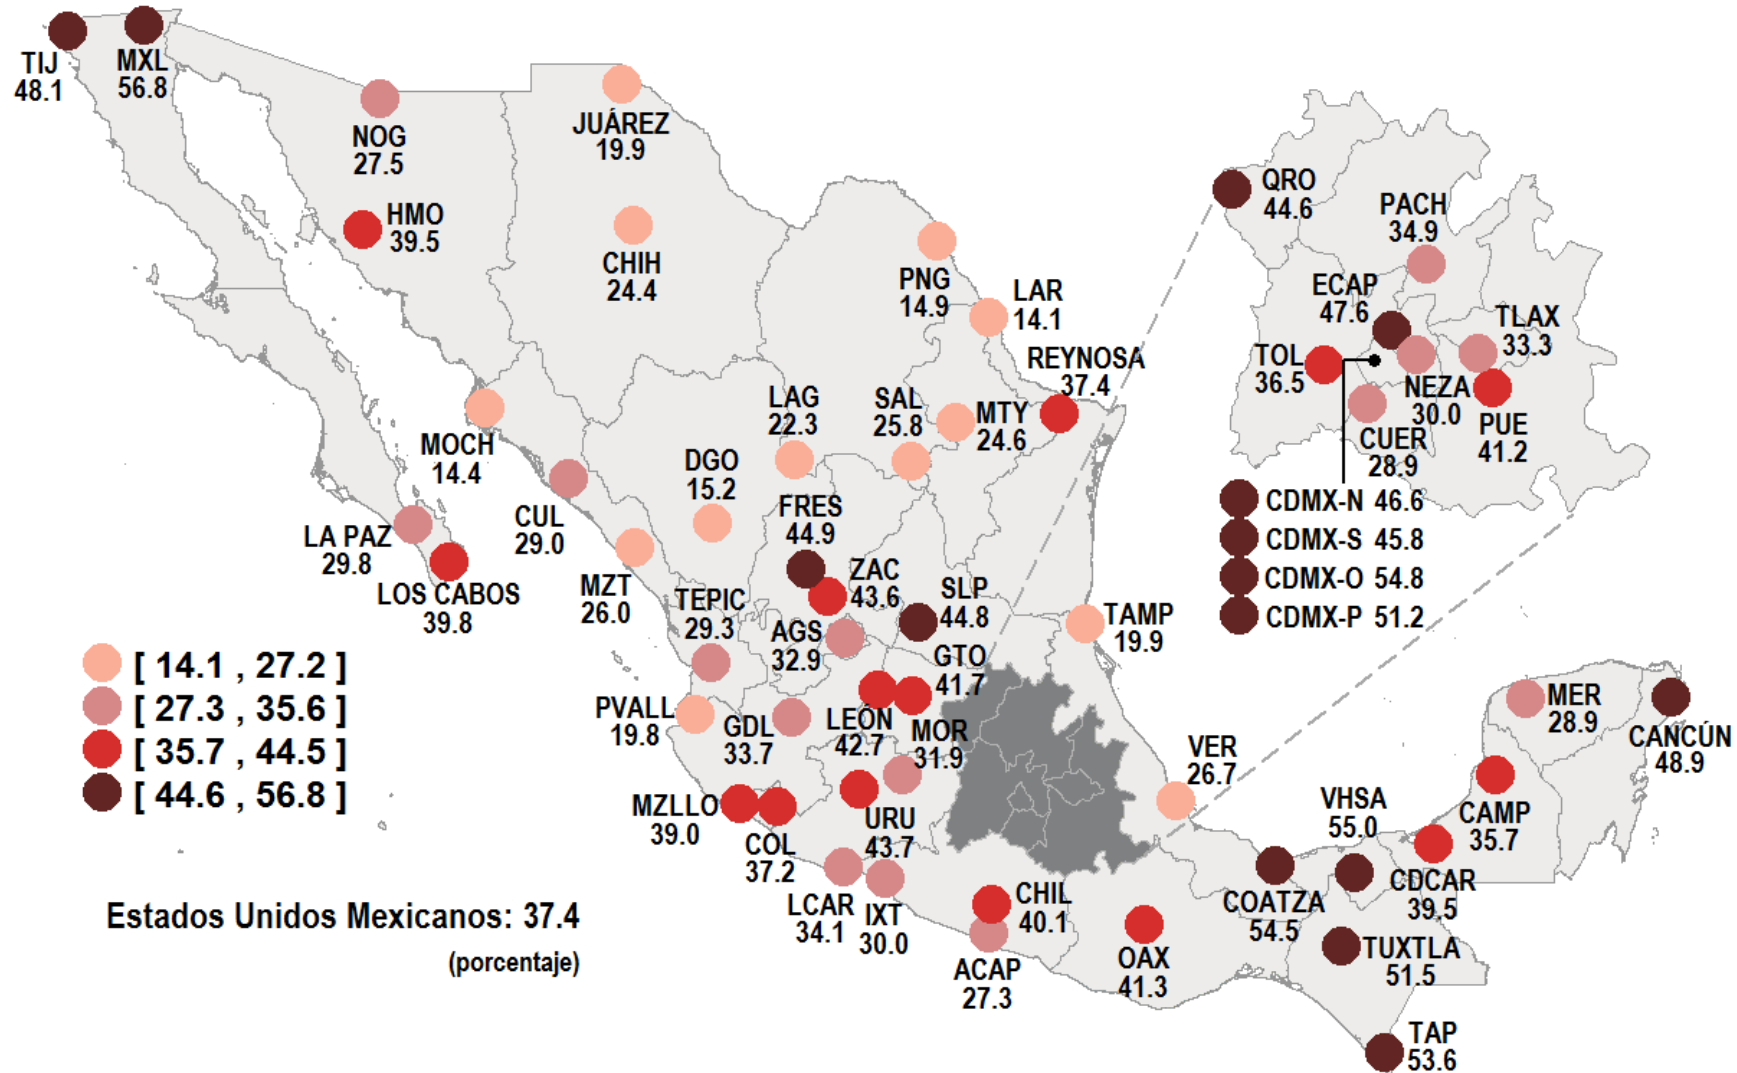 TIJ
48.1
MXL
56.8
NOG
27.5
HMO
39.5
JUÁREZ
19.9
CHIH
24.4
PNG
14.9
LAR
14.1
REYNOSA
37.4
LAG
22.3
SAL
25.8
MTY
24.6
MOCH
14.4
DGO
15.2
CUL
29.0
FRES
44.9
LA PAZ
29.8
LOS CABOS
39.8
MZT
26.0
ZAC
43.6
SLP
44.8
TEPIC
29.3
AGS
32.9
TAMP
19.9
GTO
41.7
PVALL
19.8
GDL
33.7
LEÓN
42.7
MOR
31.9
VER
26.7
MZLLO
39.0
COL
37.2
URU
43.7
LCAR
34.1
IXT
30.0
CHIL
40.1
ACAP
27.3
OAX
41.3
COATZA
54.5
VHSA
55.0
CDCAR
39.5
CAMP
35.7
MER
28.9
CANCÚN
48.9
TUXTLA
51.5
TAP
53.6
QRO
44.6
PACH
34.9
ECAP
47.6
TLAX
33.3
TOL
36.5
NEZA
30.0
PUE
41.2
CUER
28.9
CDMX-N 46.6
CDMX-S 45.8
CDMX-O 54.8
CDMX-P 51.2
[ 14.1 , 27.2 ]
[ 27.3 , 35.6 ]
[ 35.7 , 44.5 ]
[ 44.6 , 56.8 ]
Estados Unidos Mexicanos: 37.4
(porcentaje)